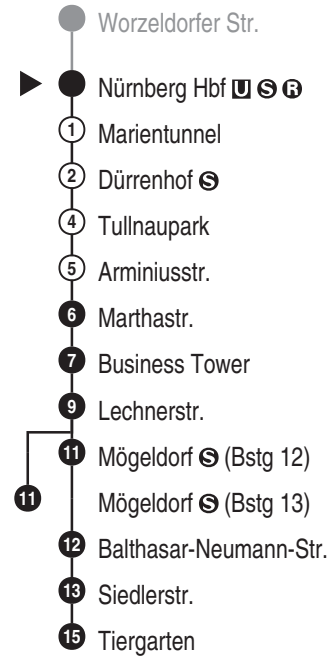 Worzeldorfer Str.
Nürnberg Hbf U S R
1 Marientunnel
2 Dürrenhof S
4 Tullnaupark
5 Arminiusstr.
6 Marthastr.
7 Business Tower
9 Lechnerstr.
11 Mögeldorf S (Bstg 12)
11 Mögeldorf S (Bstg 13)
12 Balthasar-Neumann-Str.
13 Siedlerstr.
15 Tiergarten